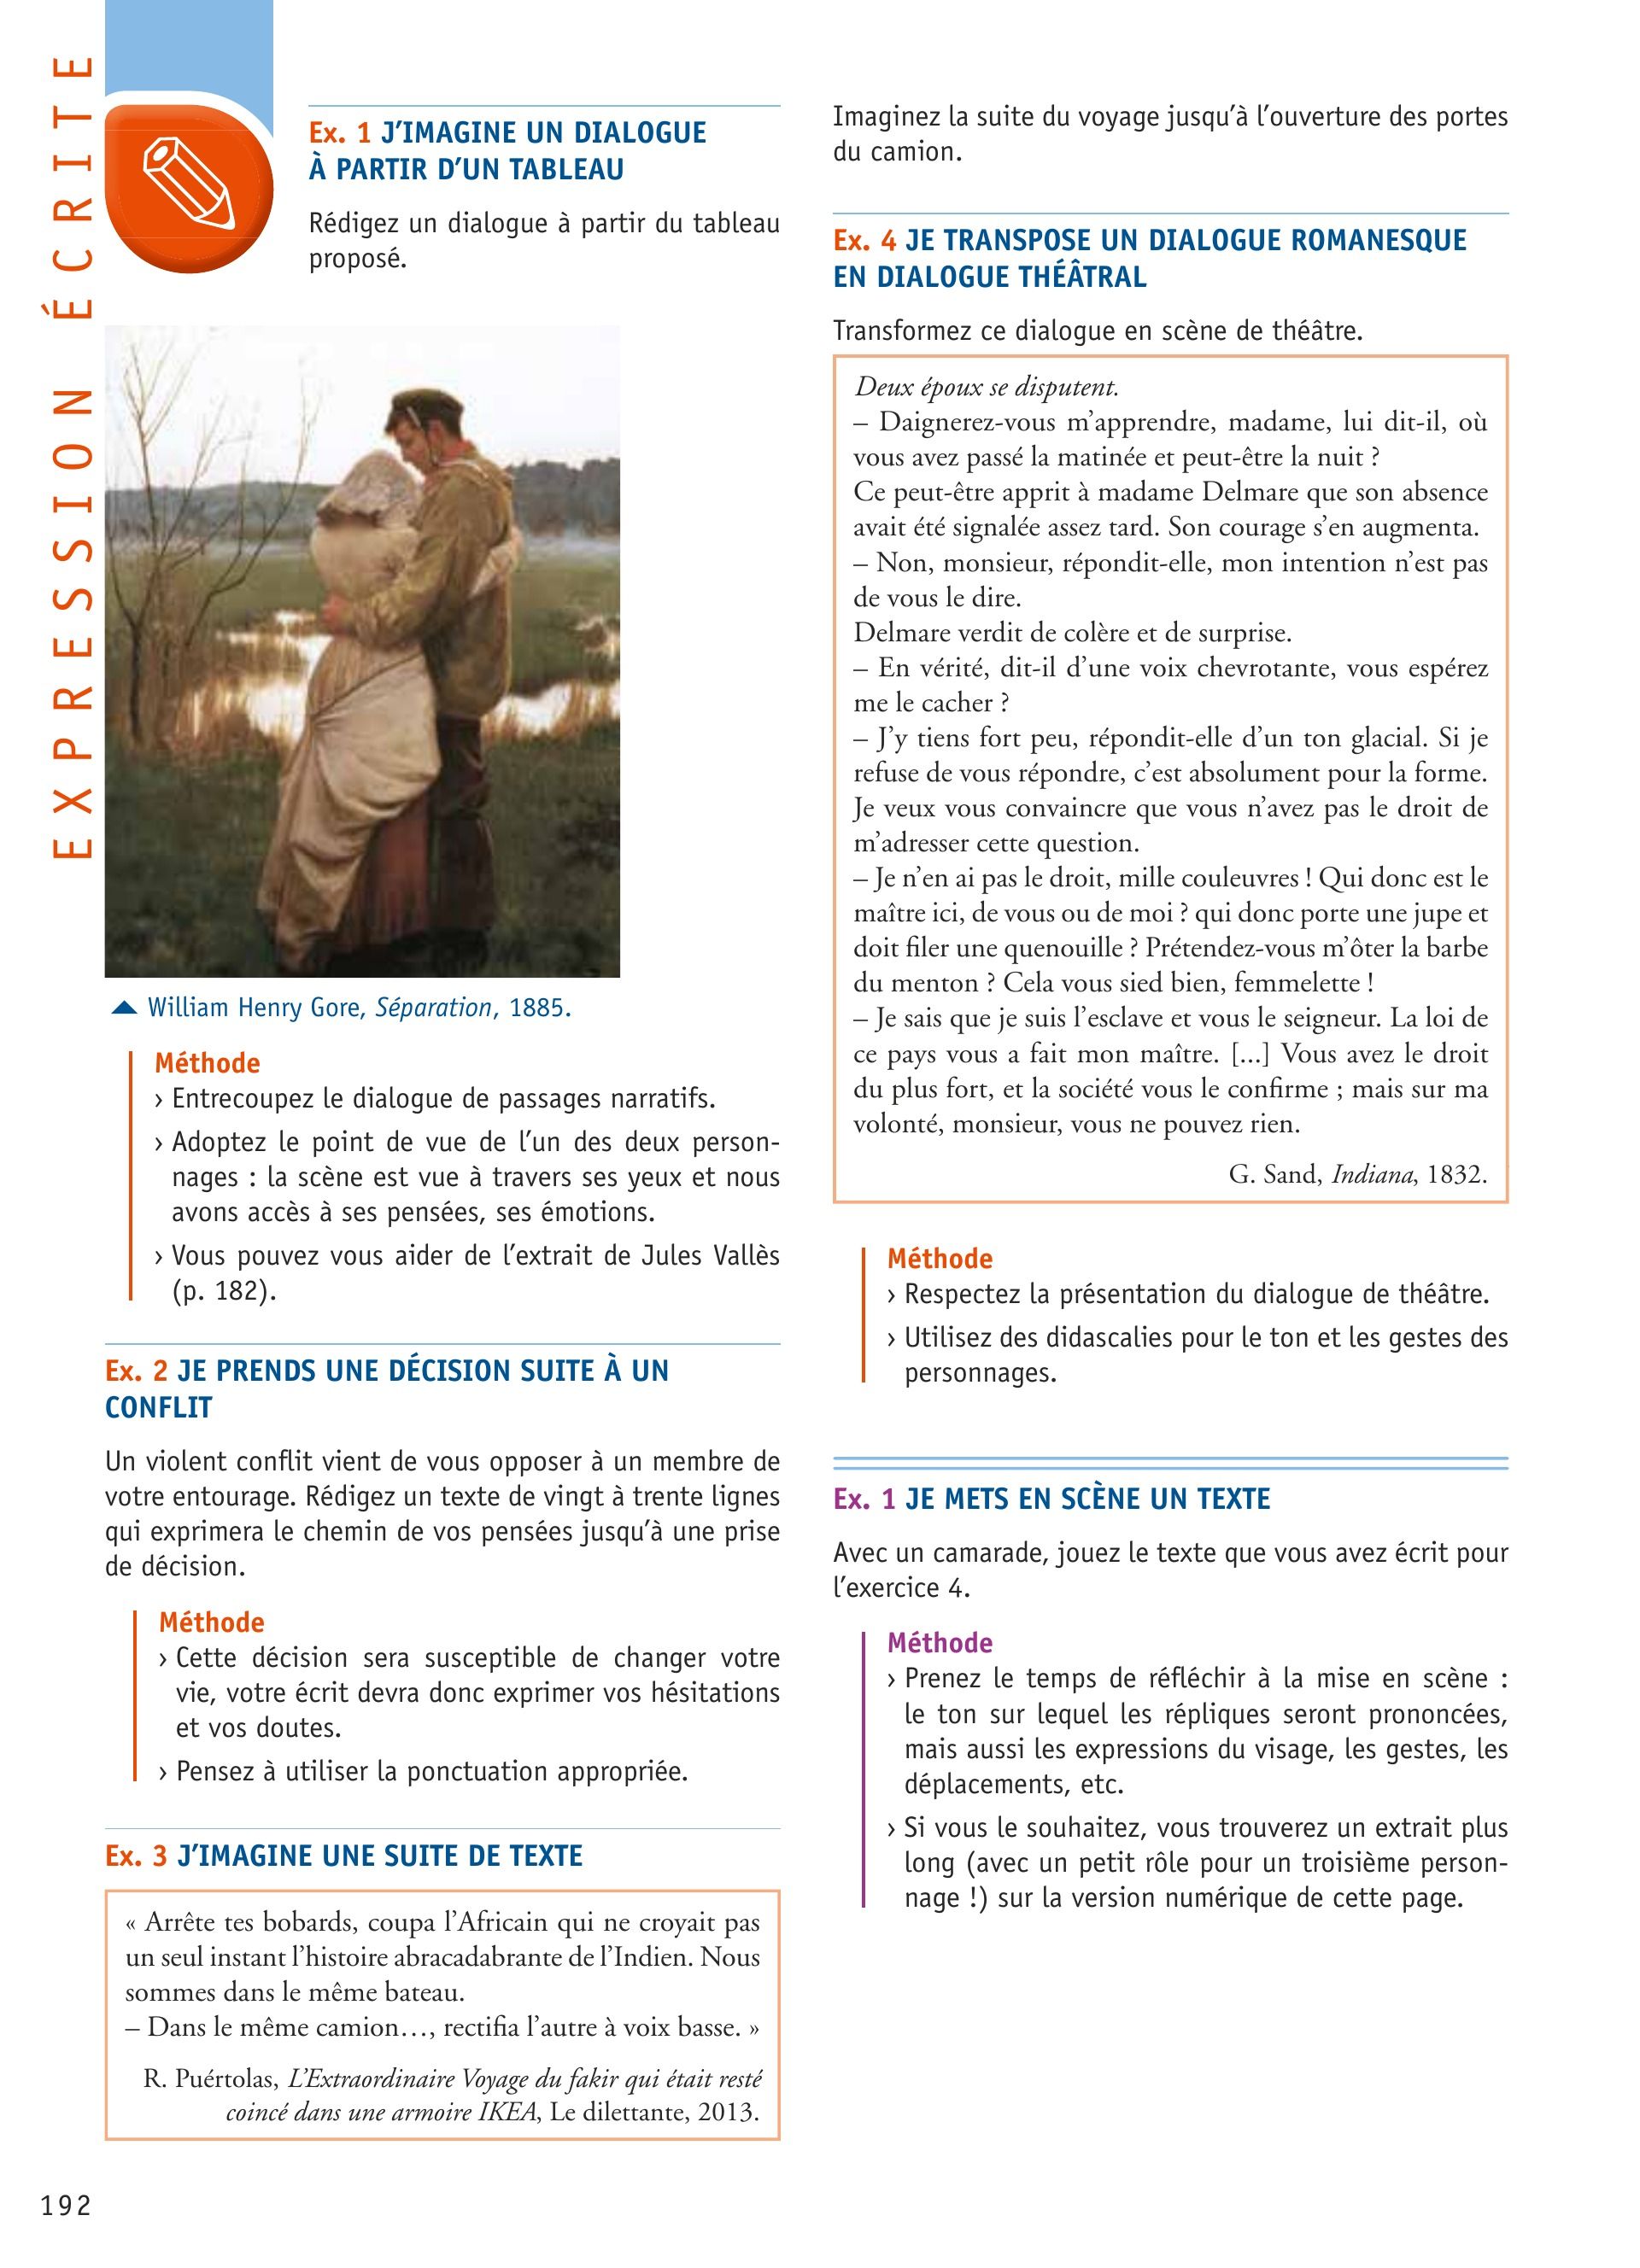 EXPRESSION ÉCRITE
Ex. 1 J’IMAGINE UN DIALOGUE
À PARTIR D’UN TABLEAU
Rédigez un dialogue à partir du tableau
proposé.
▲ William Henry Gore, Séparation, 1885.
Méthode
› Entrecoupez le dialogue de passages narratifs.
› Adoptez le point de vue de l’un des deux person-
nages : la scène est vue à travers ses yeux et nous
avons accès à ses pensées, ses émotions.
› Vous pouvez vous aider de l’extrait de Jules Vallès
(p. 182).
Ex. 2 JE PRENDS UNE DÉCISION SUITE À UN
CONFLIT
Un violent conflit vient de vous opposer à un membre de
votre entourage. Rédigez un texte de vingt à trente lignes
qui exprimera le chemin de vos pensées jusqu’à une prise
de décision.
Méthode
› Cette décision sera susceptible de changer votre
vie, votre écrit devra donc exprimer vos hésitations
et vos doutes.
› Pensez à utiliser la ponctuation appropriée.
Ex. 3 J’IMAGINE UNE SUITE DE TEXTE
« Arrête tes bobards, coupa l’Africain qui ne croyait pas
un seul instant l’histoire abracadabrante de l’Indien. Nous
sommes dans le même bateau.
– Dans le même camion…, rectifia l’autre à voix basse. »
R. Puértolas, L’Extraordinaire Voyage du fakir qui était resté
coincé dans une armoire IKEA, Le dilettante, 2013.
Imaginez la suite du voyage jusqu’à l’ouverture des portes
du camion.
Ex. 4 JE TRANSPOSE UN DIALOGUE ROMANESQUE
EN DIALOGUE THÉÂTRAL
Transformez ce dialogue en scène de théâtre.
Deux époux se disputent.
– Daignerez-vous m’apprendre, madame, lui dit-il, où
vous avez passé la matinée et peut-être la nuit ?
Ce peut-être apprit à madame Delmare que son absence
avait été signalée assez tard. Son courage s’en augmenta.
– Non, monsieur, répondit-elle, mon intention n’est pas
de vous le dire.
Delmare verdit de colère et de surprise.
– En vérité, dit-il d’une voix chevrotante, vous espérez
me le cacher ?
– J’y tiens fort peu, répondit-elle d’un ton glacial. Si je
refuse de vous répondre, c’est absolument pour la forme.
Je veux vous convaincre que vous n’avez pas le droit de
m’adresser cette question.
– Je n’en ai pas le droit, mille couleuvres ! Qui donc est le
maître ici, de vous ou de moi ? qui donc porte une jupe et
doit filer une quenouille ? Prétendez-vous m’ôter la barbe
du menton ? Cela vous sied bien, femmelette !
– Je sais que je suis l’esclave et vous le seigneur. La loi de
ce pays vous a fait mon maître. [...] Vous avez le droit
du plus fort, et la société vous le confirme ; mais sur ma
volonté, monsieur, vous ne pouvez rien.
G. Sand, Indiana, 1832.
Méthode
› Respectez la présentation du dialogue de théâtre.
› Utilisez des didascalies pour le ton et les gestes des
personnages.
Ex. 1 JE METS EN SCÈNE UN TEXTE
Avec un camarade, jouez le texte que vous avez écrit pour
l’exercice 4.
Méthode
› Prenez le temps de réfléchir à la mise en scène :
le ton sur lequel les répliques seront prononcées,
mais aussi les expressions du visage, les gestes, les
déplacements, etc.
› Si vous le souhaitez, vous trouverez un extrait plus
long (avec un petit rôle pour un troisième person-
nage !) sur la version numérique de cette page.
192